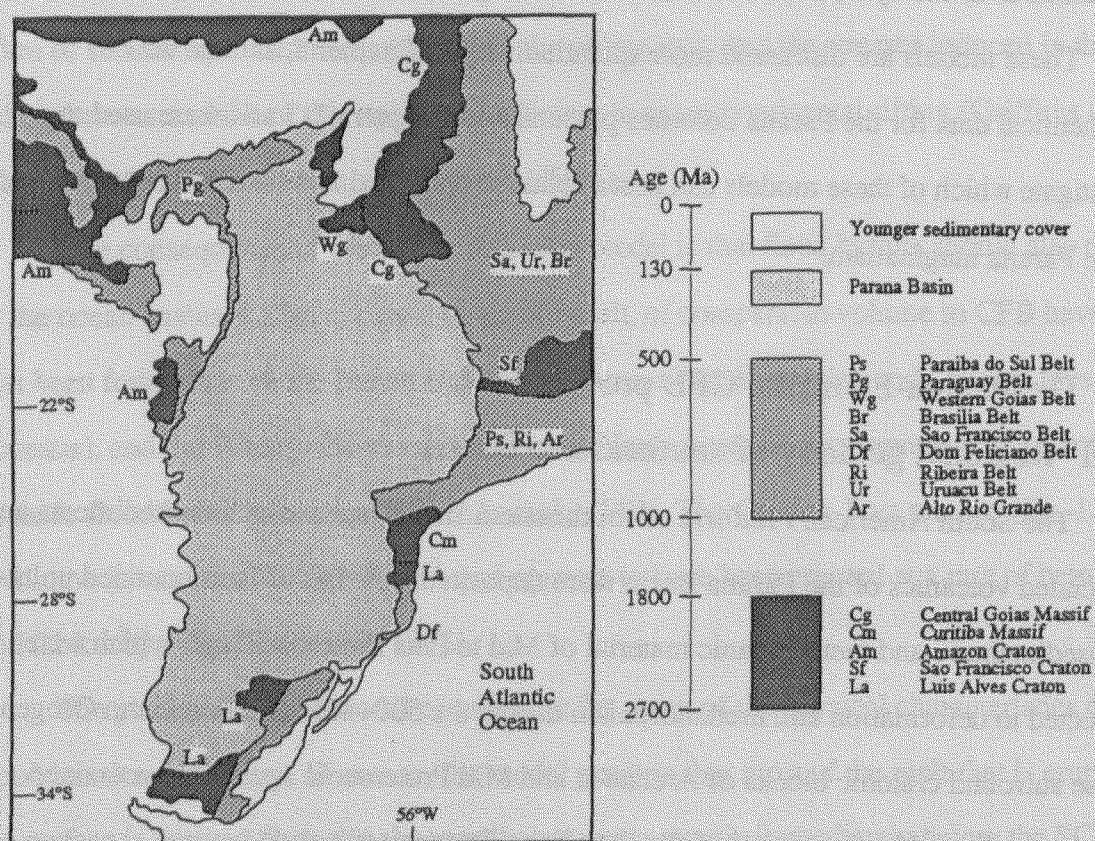 Am
Cg
Pg
Wg
Cg
Am
Sa, Ur, Br
Sf
Am
22°S
Ps, Ri, Ar
Cm
La
28°S
Df
South
Atlantic
Ocean
La
La
34°S
56°W
Age (Ma)
0
130
500
1000
1800
2700
Younger sedimentary cover
Parana Basin
Ps Paraiba do Sul Belt
Pg Paraguay Belt
Wg Western Goias Belt
Br Brasilia Belt
Sa Sao Francisco Belt
Df Dom Feliciano Belt
Ri Ribeira Belt
Ur Uruacu Belt
Ar Alto Rio Grande
Cg Central Goias Massif
Cm Curitiba Massif
Am Amazon Craton
Sf Sao Francisco Craton
La Luis Alves Craton